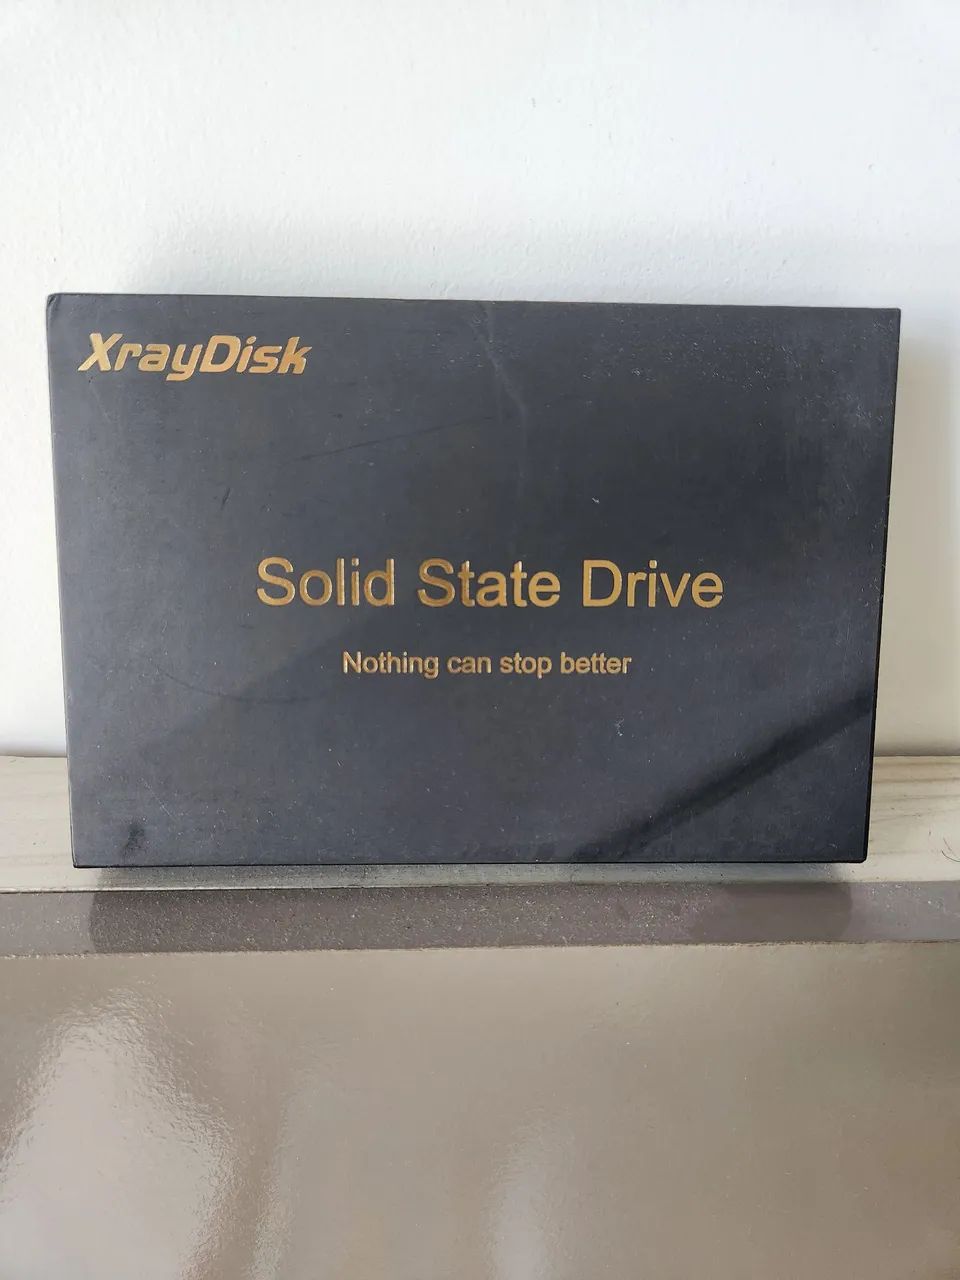 XrayDisk
Solid State Drive
Nothing can stop better